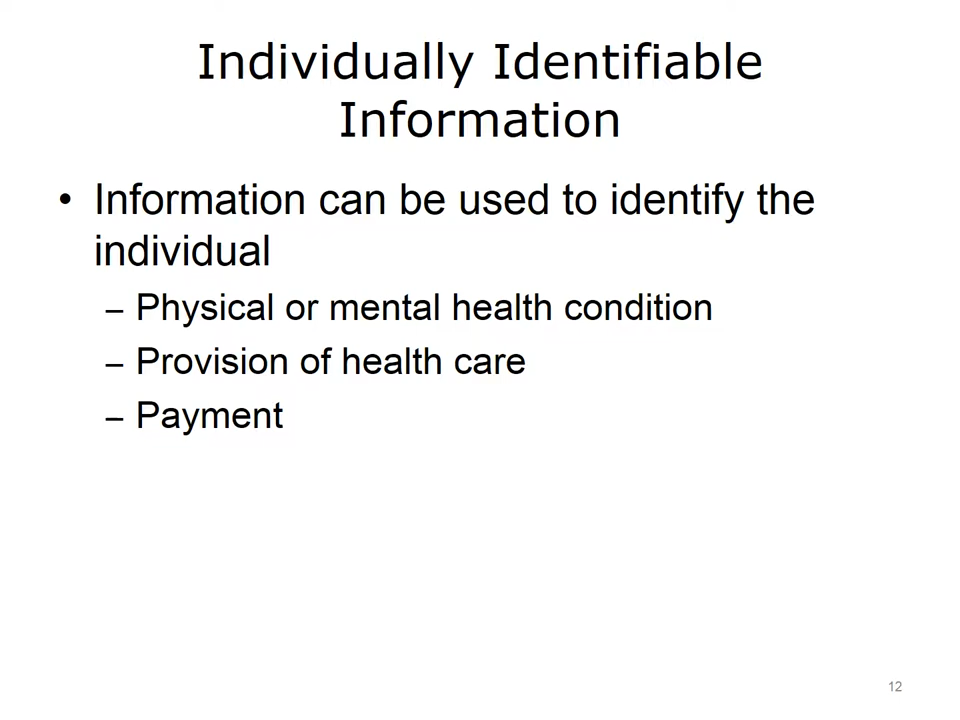 Individually Identifiable
Information
• Information can be used to identify the
individual
– Physical or mental health condition
– Provision of health care
– Payment
12